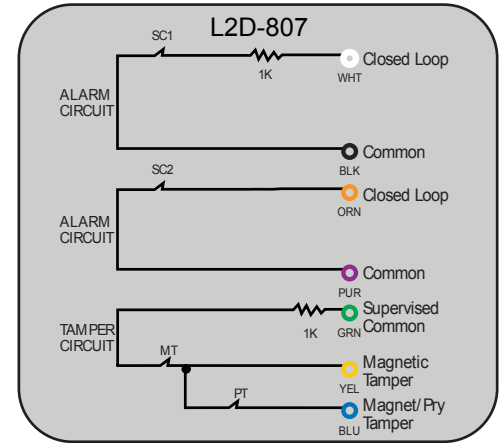 L2D-807
SC1
Closed Loop
1K
WHT
ALARM
CIRCUIT
Common
BLK
SC2
Closed Loop
ORN
ALARM
CIRCUIT
Common
PUR
Supervised
Common
1K
GRN
TAMPER
CIRCUIT
MT
Magnetic
Tamper
YEL
PT
Magnet/Pry
Tamper
BLU